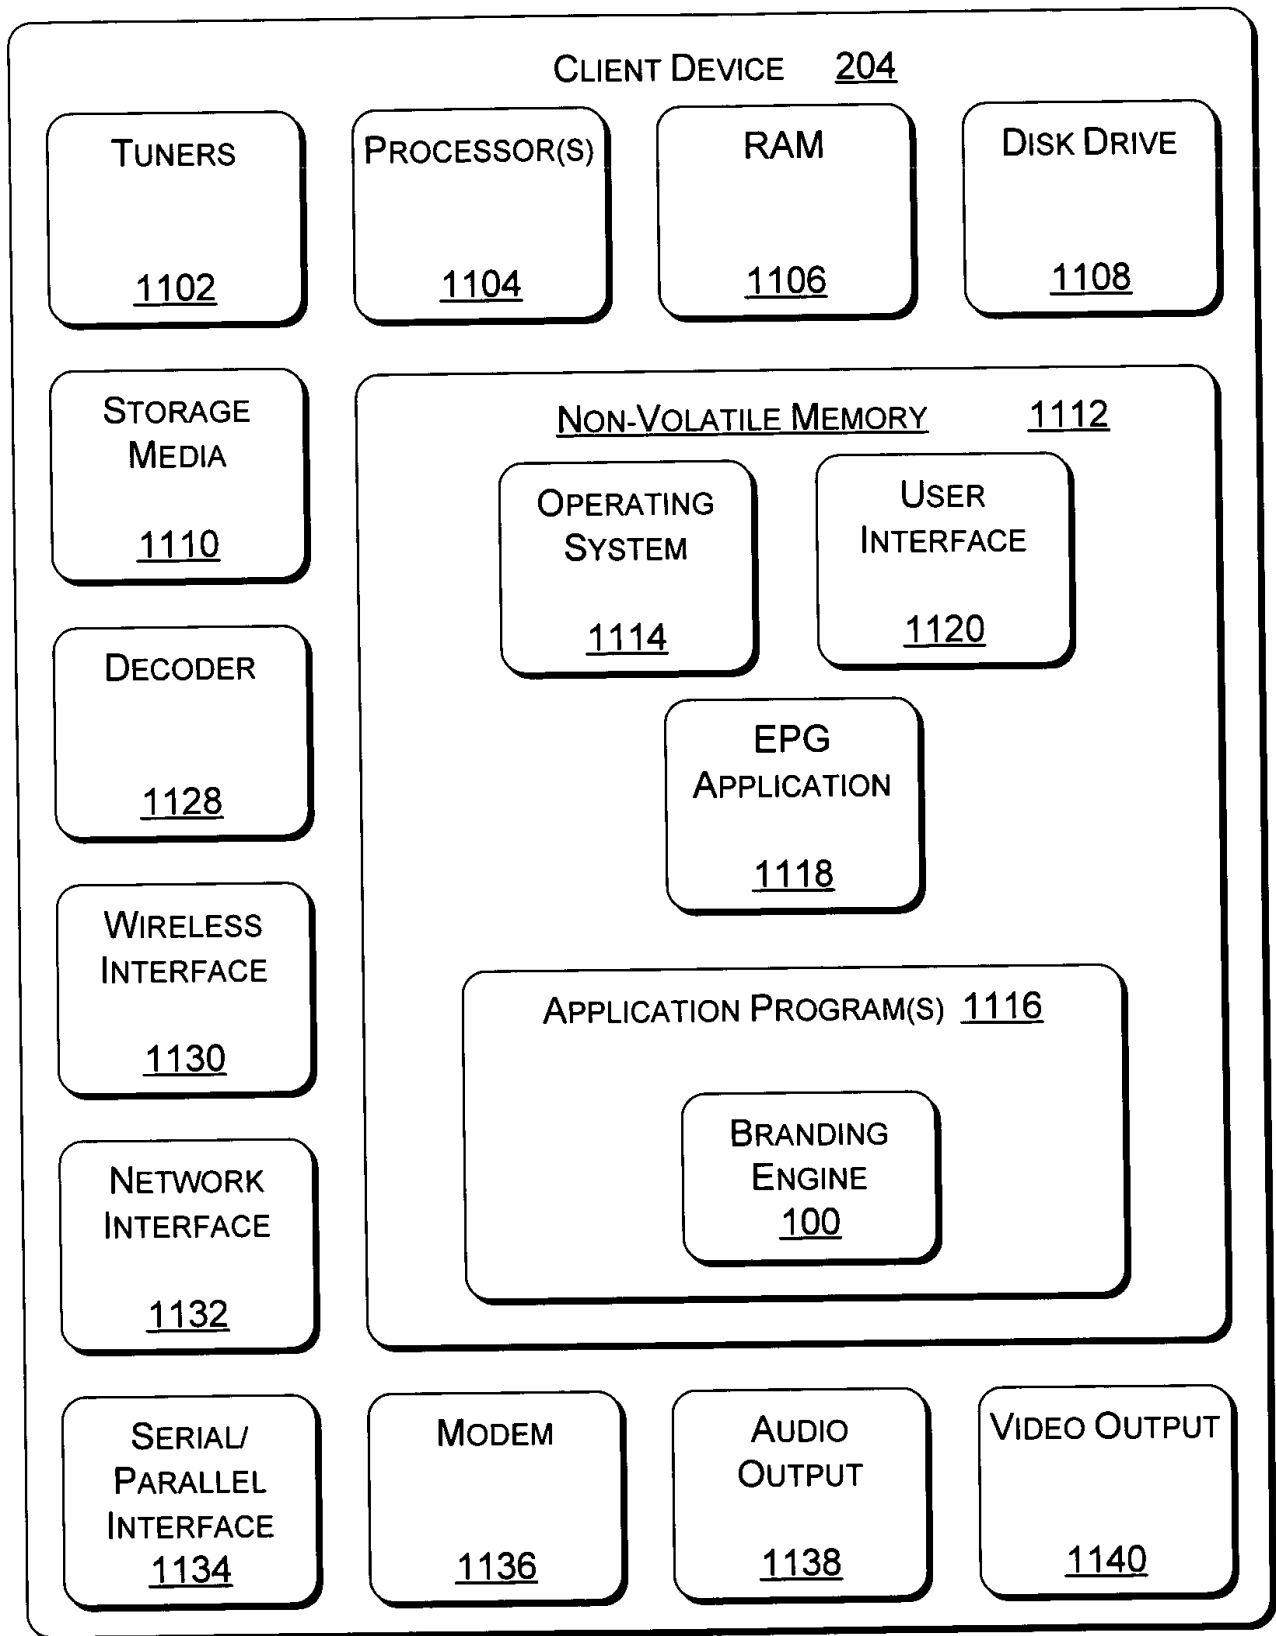 CLIENT DEVICE 204
TUNERS
1102
PROCESSOR(S)
1104
RAM
1106
DISK DRIVE
1108
STORAGE
MEDIA
1110
NON-VOLATILE MEMORY 1112
OPERATING
SYSTEM
1114
USER
INTERFACE
1120
EPG
APPLICATION
1118
APPLICATION PROGRAM(S) 1116
BRANDING
ENGINE
100
DECODER
1128
WIRELESS
INTERFACE
1130
NETWORK
INTERFACE
1132
SERIAL/
PARALLEL
INTERFACE
1134
MODEM
1136
AUDIO
OUTPUT
1138
VIDEO OUTPUT
1140